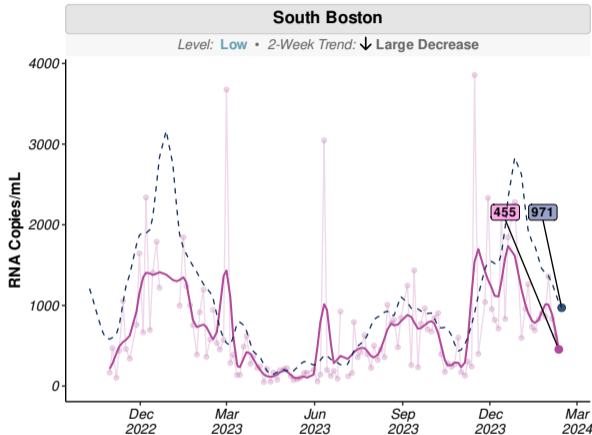 South Boston
Level: Low • 2-Week Trend: ↓ Large Decrease
RNA Copies/mL
4000
3000
2000
1000
0
455
971
Dec
2022
Mar
2023
Jun
2023
Sep
2023
Dec
2023
Mar
2024